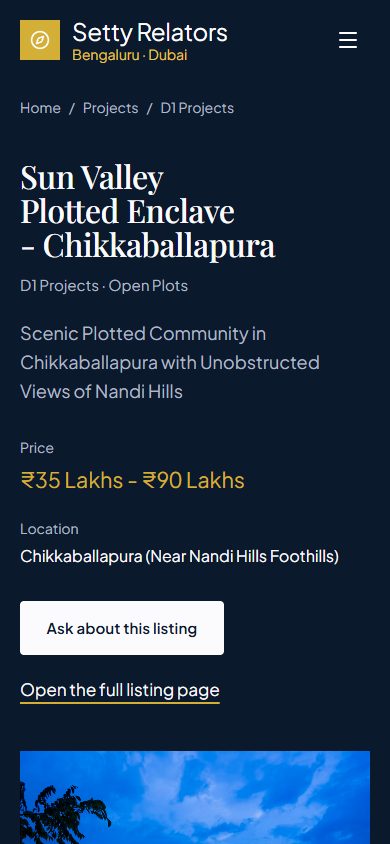 Setty Relators
Bengaluru · Dubai
Home / Projects / D1 Projects
Sun Valley
Plotted Enclave
- Chikkaballapura
D1 Projects · Open Plots
Scenic Plotted Community in
Chikkaballapura with Unobstructed
Views of Nandi Hills
Price
₹35 Lakhs - ₹90 Lakhs
Location
Chikkaballapura (Near Nandi Hills Foothills)
Ask about this listing
Open the full listing page